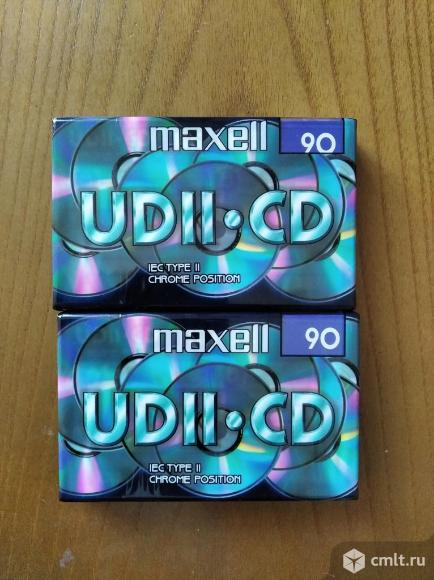 maxell 90
UDII•CD
IEC TYPE II
CHROME POSITION
maxell 90
UDII•CD
IEC TYPE II
CHROME POSITION
cmlt.ru